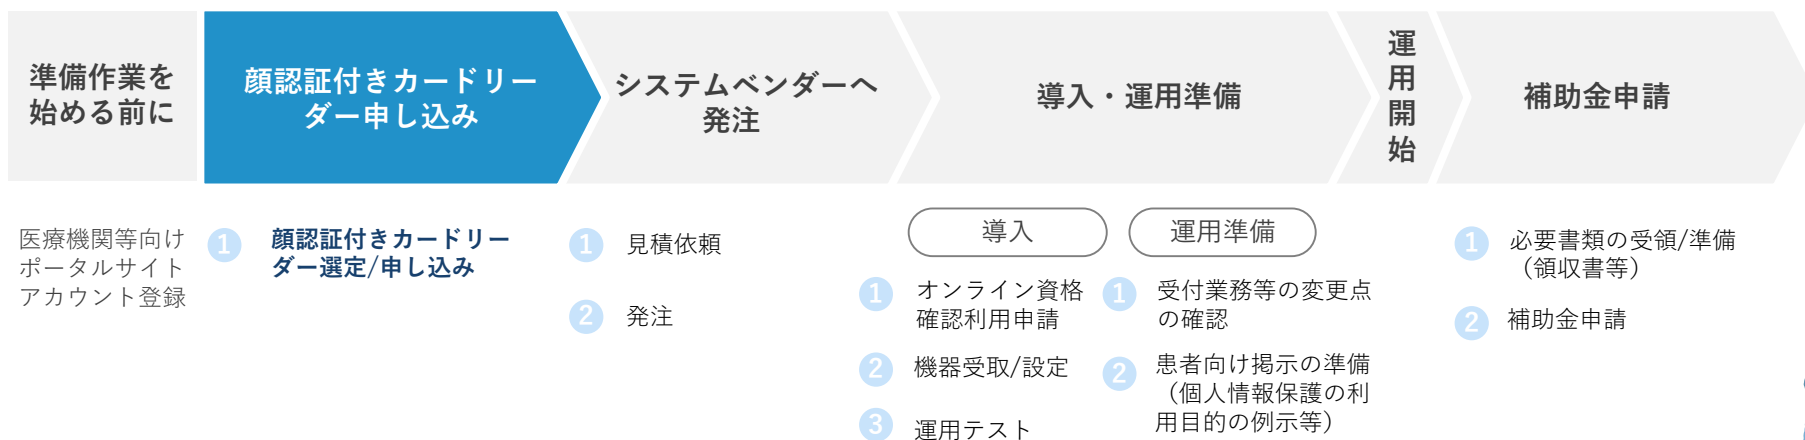 準備作業を
始める前に
顔認証付きカードリー
ダー申し込み
システムベンダーへ
発注
導入・運用準備
運用開始
補助金申請
医療機関等向け
ポータルサイト
アカウント登録
1 顔認証付きカードリー
ダー選定/申し込み
1 見積依頼
2 発注
導入
1 オンライン資格
確認利用申請
2 機器受取/設定
3 運用テスト
運用準備
1 受付業務等の変更点
の確認
2 患者向け掲示の準備
（個人情報保護の利
用目的の例示等）
1 必要書類の受領/準備
（領収書等）
2 補助金申請